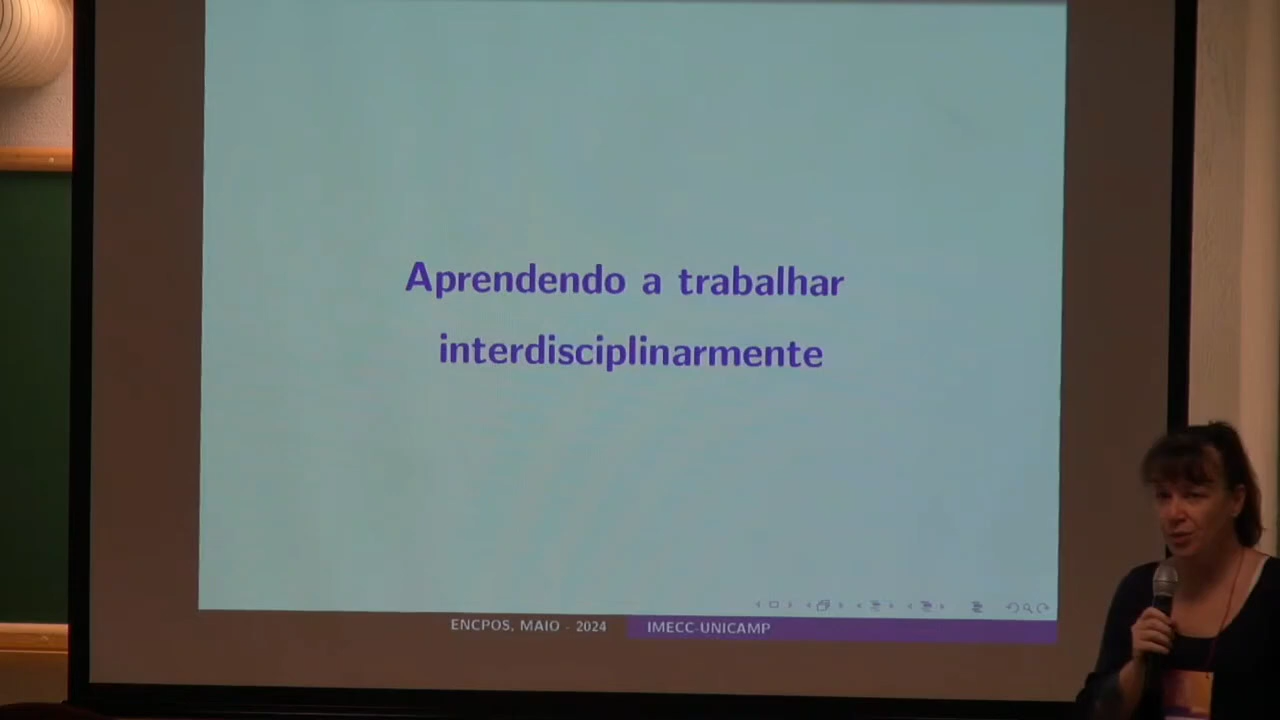 Aprendendo a trabalhar
interdisciplinarmente
ENCPOS, MAIO - 2024 IMECC-UNICAMP